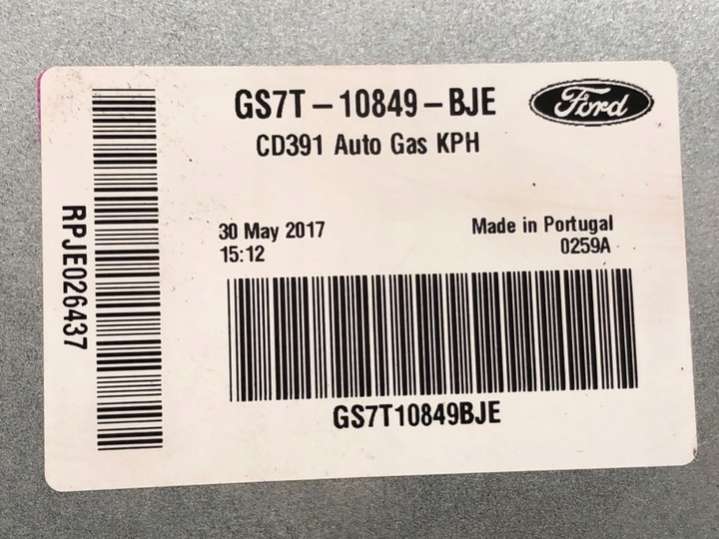 GS7T-10849-BJE
Ford
CD391 Auto Gas KPH
30 May 2017
15:12
Made in Portugal
0259A
RPJE026437
GS7T10849BJE